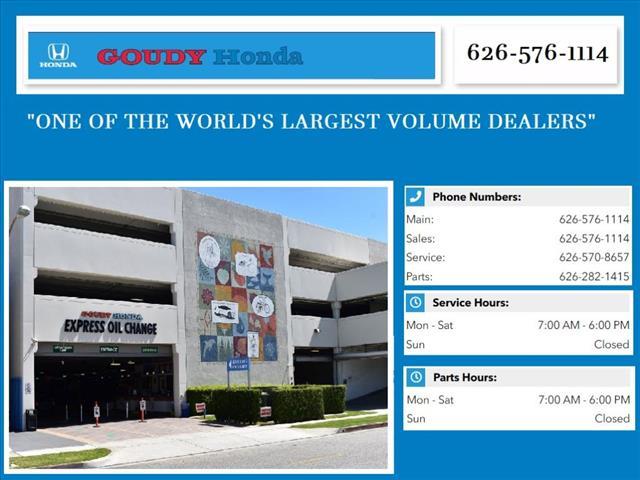 HONDA
GOUDY Honda
626-576-1114
"ONE OF THE WORLD'S LARGEST VOLUME DEALERS"
GOUDY HONDA
EXPRESS OIL CHANGE
ENTRANCE
Phone Numbers:
Main: 626-576-1114
Sales: 626-576-1114
Service: 626-570-8657
Parts: 626-282-1415
Service Hours:
Mon - Sat 7:00 AM - 6:00 PM
Sun Closed
Parts Hours:
Mon - Sat 7:00 AM - 6:00 PM
Sun Closed